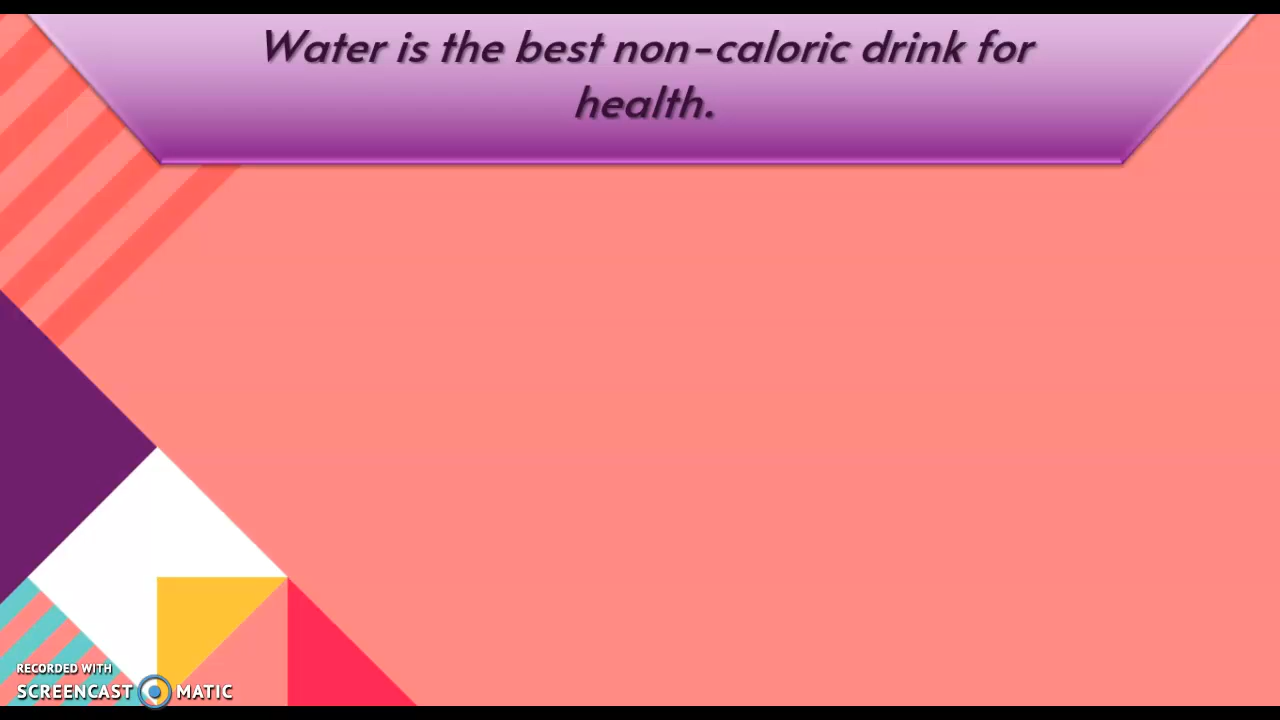 Water is the best non-caloric drink for
health.
RECORDED WITH
SCREENCAST MATIC